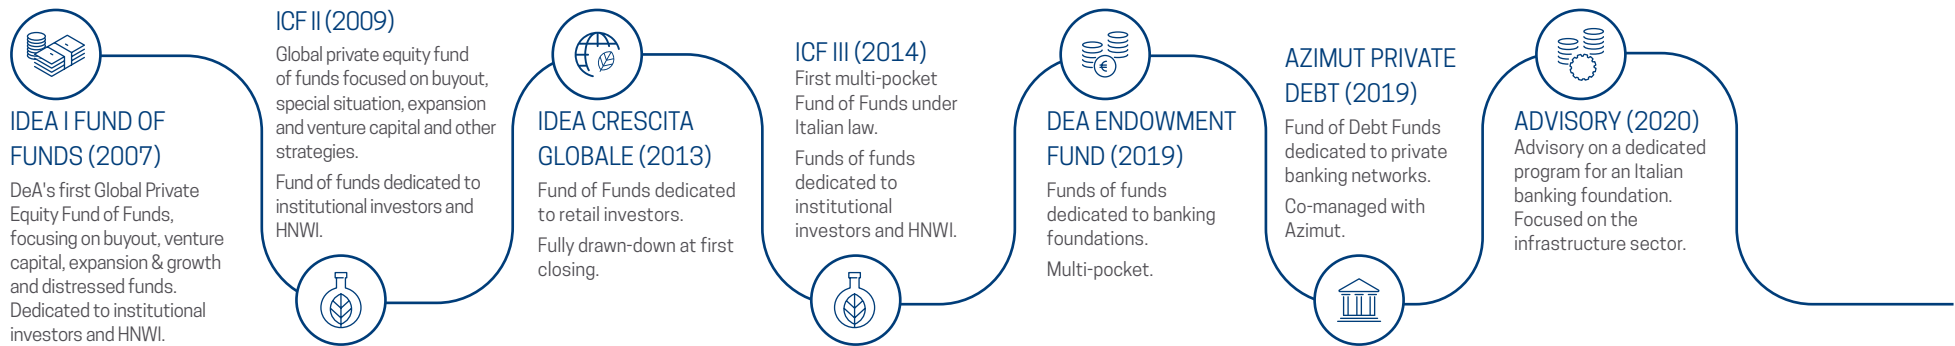 IDEA I FUND OF
FUNDS (2007)
DeA's first Global Private
Equity Fund of Funds,
focusing on buyout, venture
capital, expansion & growth
and distressed funds.
Dedicated to institutional
investors and HNWI.
ICF II (2009)
Global private equity fund
of funds focused on buyout,
special situation, expansion
and venture capital and other
strategies.
Fund of funds dedicated to
institutional investors and
HNWI.
IDEA CRESCITA
GLOBALE (2013)
Fund of Funds dedicated
to retail investors.
Fully drawn-down at first
closing.
ICF III (2014)
First multi-pocket
Fund of Funds under
Italian law.
Funds of funds
dedicated to
institutional
investors and HNWI.
€
DEA ENDOWMENT
FUND (2019)
Funds of funds
dedicated to banking
foundations.
Multi-pocket.
AZIMUT PRIVATE
DEBT (2019)
Fund of Debt Funds
dedicated to private
banking networks.
Co-managed with
Azimut.
ADVISORY (2020)
Advisory on a dedicated
program for an Italian
banking foundation.
Focused on the
infrastructure sector.